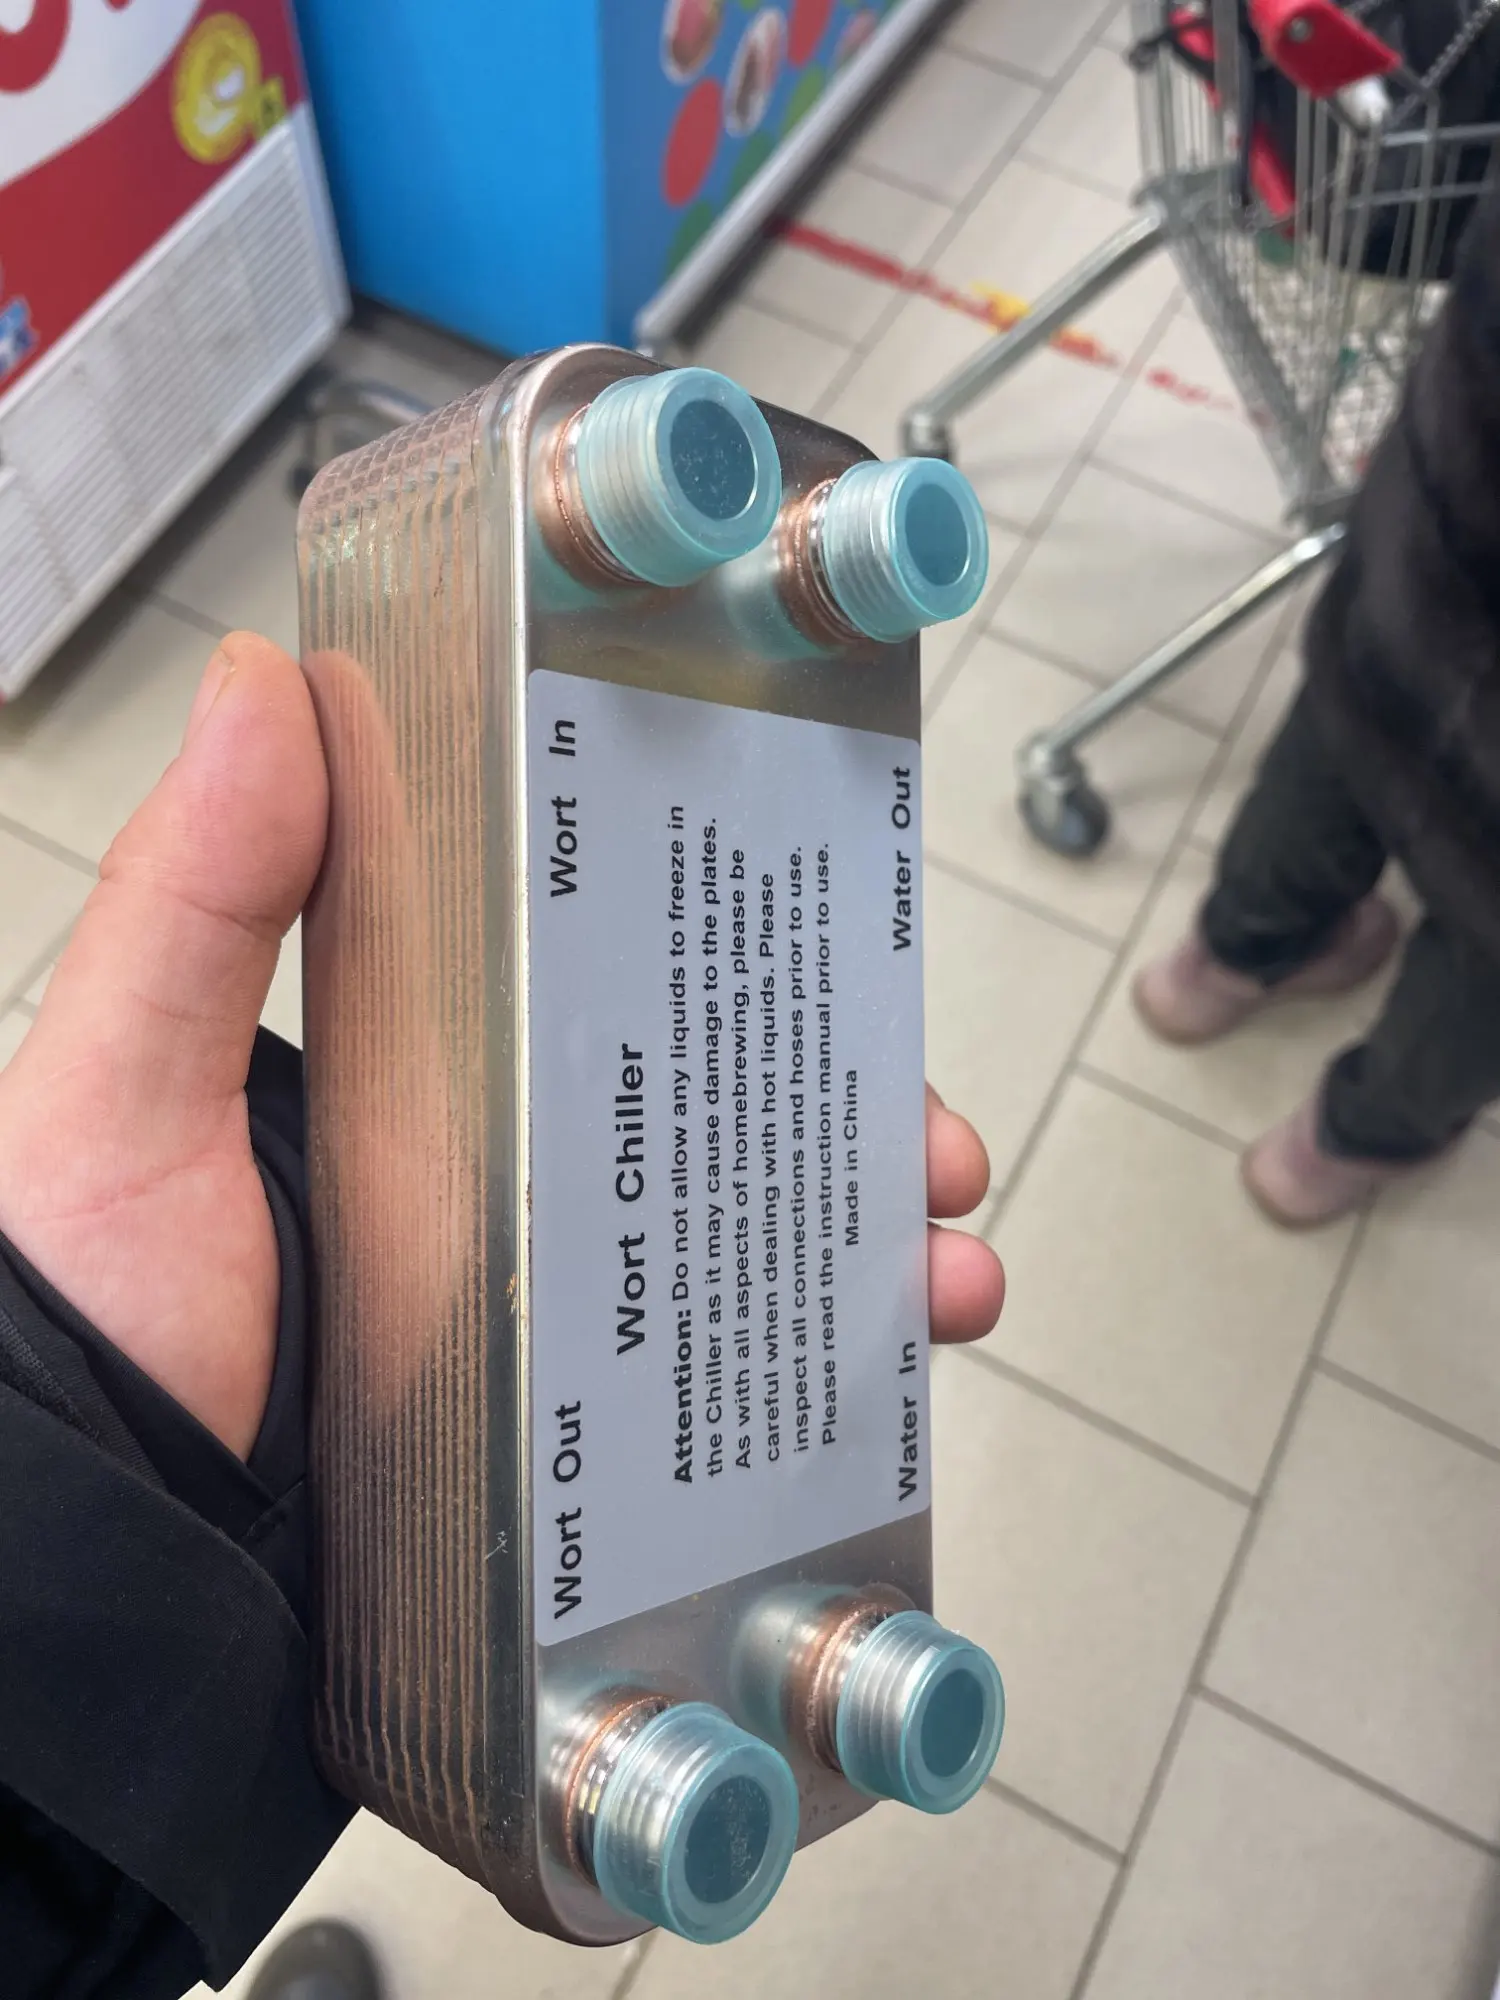 Wort Out
Wort In
Wort Chiller
Attention: Do not allow any liquids to freeze in
the Chiller as it may cause damage to the plates.
As with all aspects of homebrewing, please be
careful when dealing with hot liquids. Please
inspect all connections and hoses prior to use.
Please read the instruction manual prior to use.
Made in China
Water In
Water Out